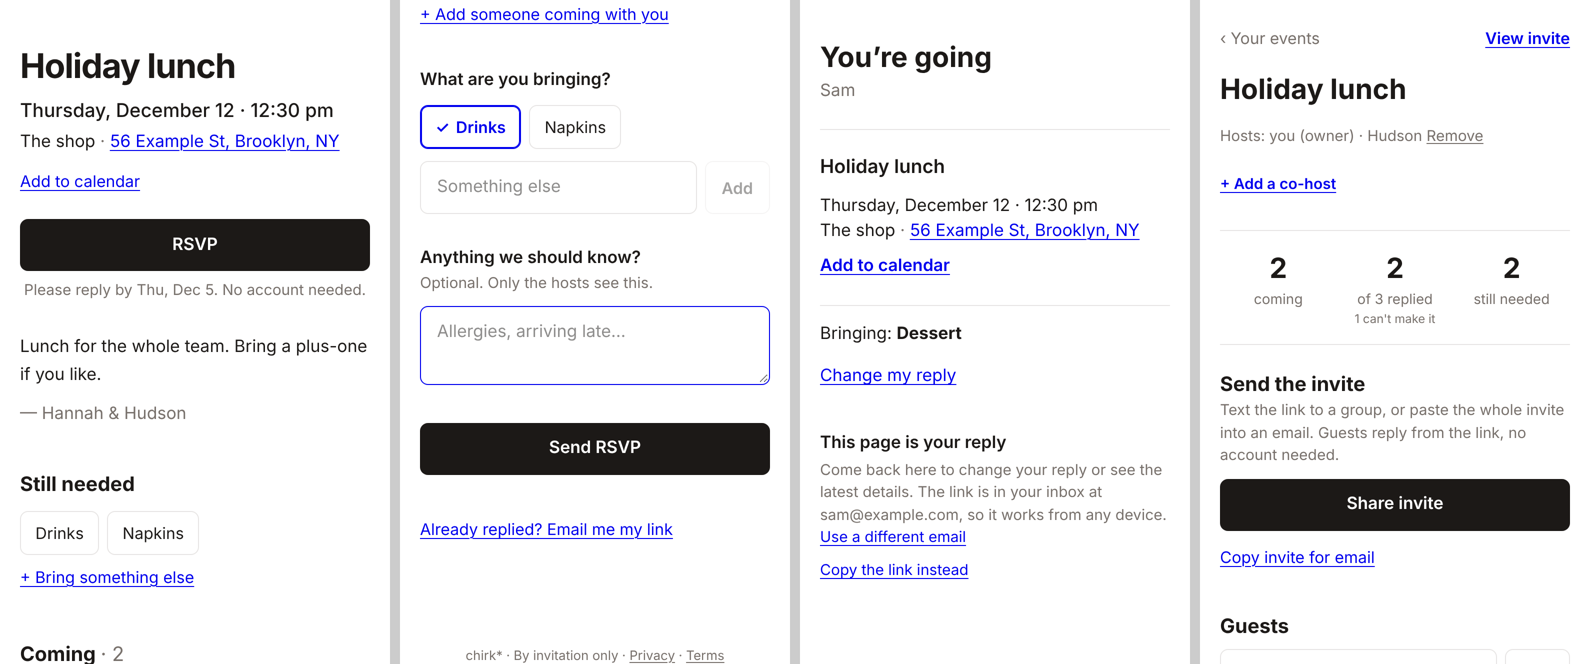 Holiday lunch
Thursday, December 12 · 12:30 pm
The shop · 56 Example St, Brooklyn, NY
Add to calendar
RSVP
Please reply by Thu, Dec 5. No account needed.
Lunch for the whole team. Bring a plus-one
if you like.
— Hannah & Hudson
Still needed
Drinks
Napkins
+ Bring something else
Coming · 2
+ Add someone coming with you
What are you bringing?
✓ Drinks
Napkins
Something else
Add
Anything we should know?
Optional. Only the hosts see this.
Allergies, arriving late...
Send RSVP
Already replied? Email me my link
chirk* · By invitation only · Privacy · Terms
You’re going
Sam
Holiday lunch
Thursday, December 12 · 12:30 pm
The shop · 56 Example St, Brooklyn, NY
Add to calendar
Bringing: Dessert
Change my reply
This page is your reply
Come back here to change your reply or see the
latest details. The link is in your inbox at
sam@example.com, so it works from any device.
Use a different email
Copy the link instead
‹ Your events
View invite
Holiday lunch
Hosts: you (owner) · Hudson Remove
+ Add a co-host
2
coming
2
of 3 replied
1 can't make it
2
still needed
Send the invite
Text the link to a group, or paste the whole invite
into an email. Guests reply from the link, no
account needed.
Share invite
Copy invite for email
Guests